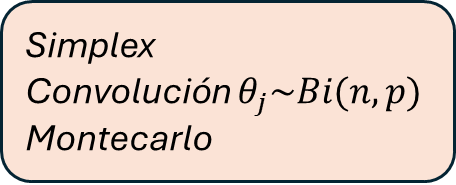 Simplex
Convolución θⱼ~Bi(n,p)
Montecarlo